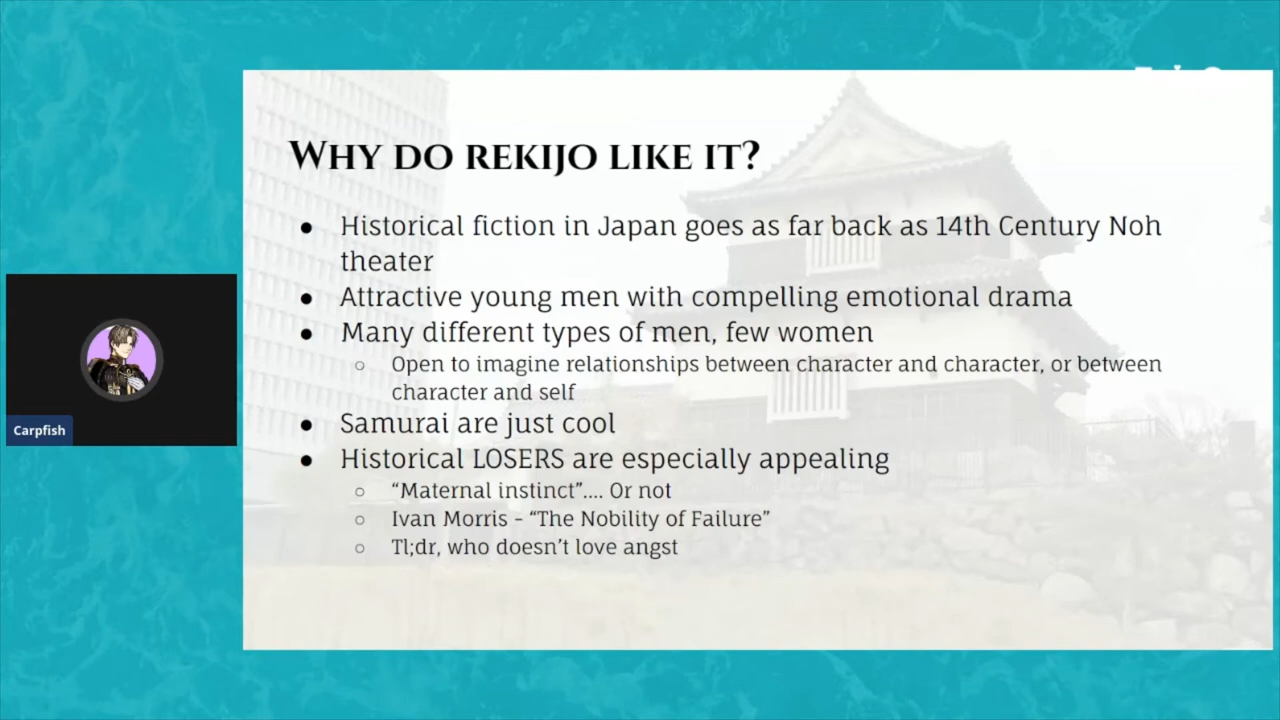 WHY DO REKIJO LIKE IT?
● Historical fiction in Japan goes as far back as 14th Century Noh
theater
● Attractive young men with compelling emotional drama
● Many different types of men, few women
○ Open to imagine relationships between character and character, or between
character and self
● Samurai are just cool
● Historical LOSERS are especially appealing
○ “Maternal instinct”.... Or not
○ Ivan Morris - “The Nobility of Failure”
○ Tl;dr, who doesn’t love angst
Carpfish